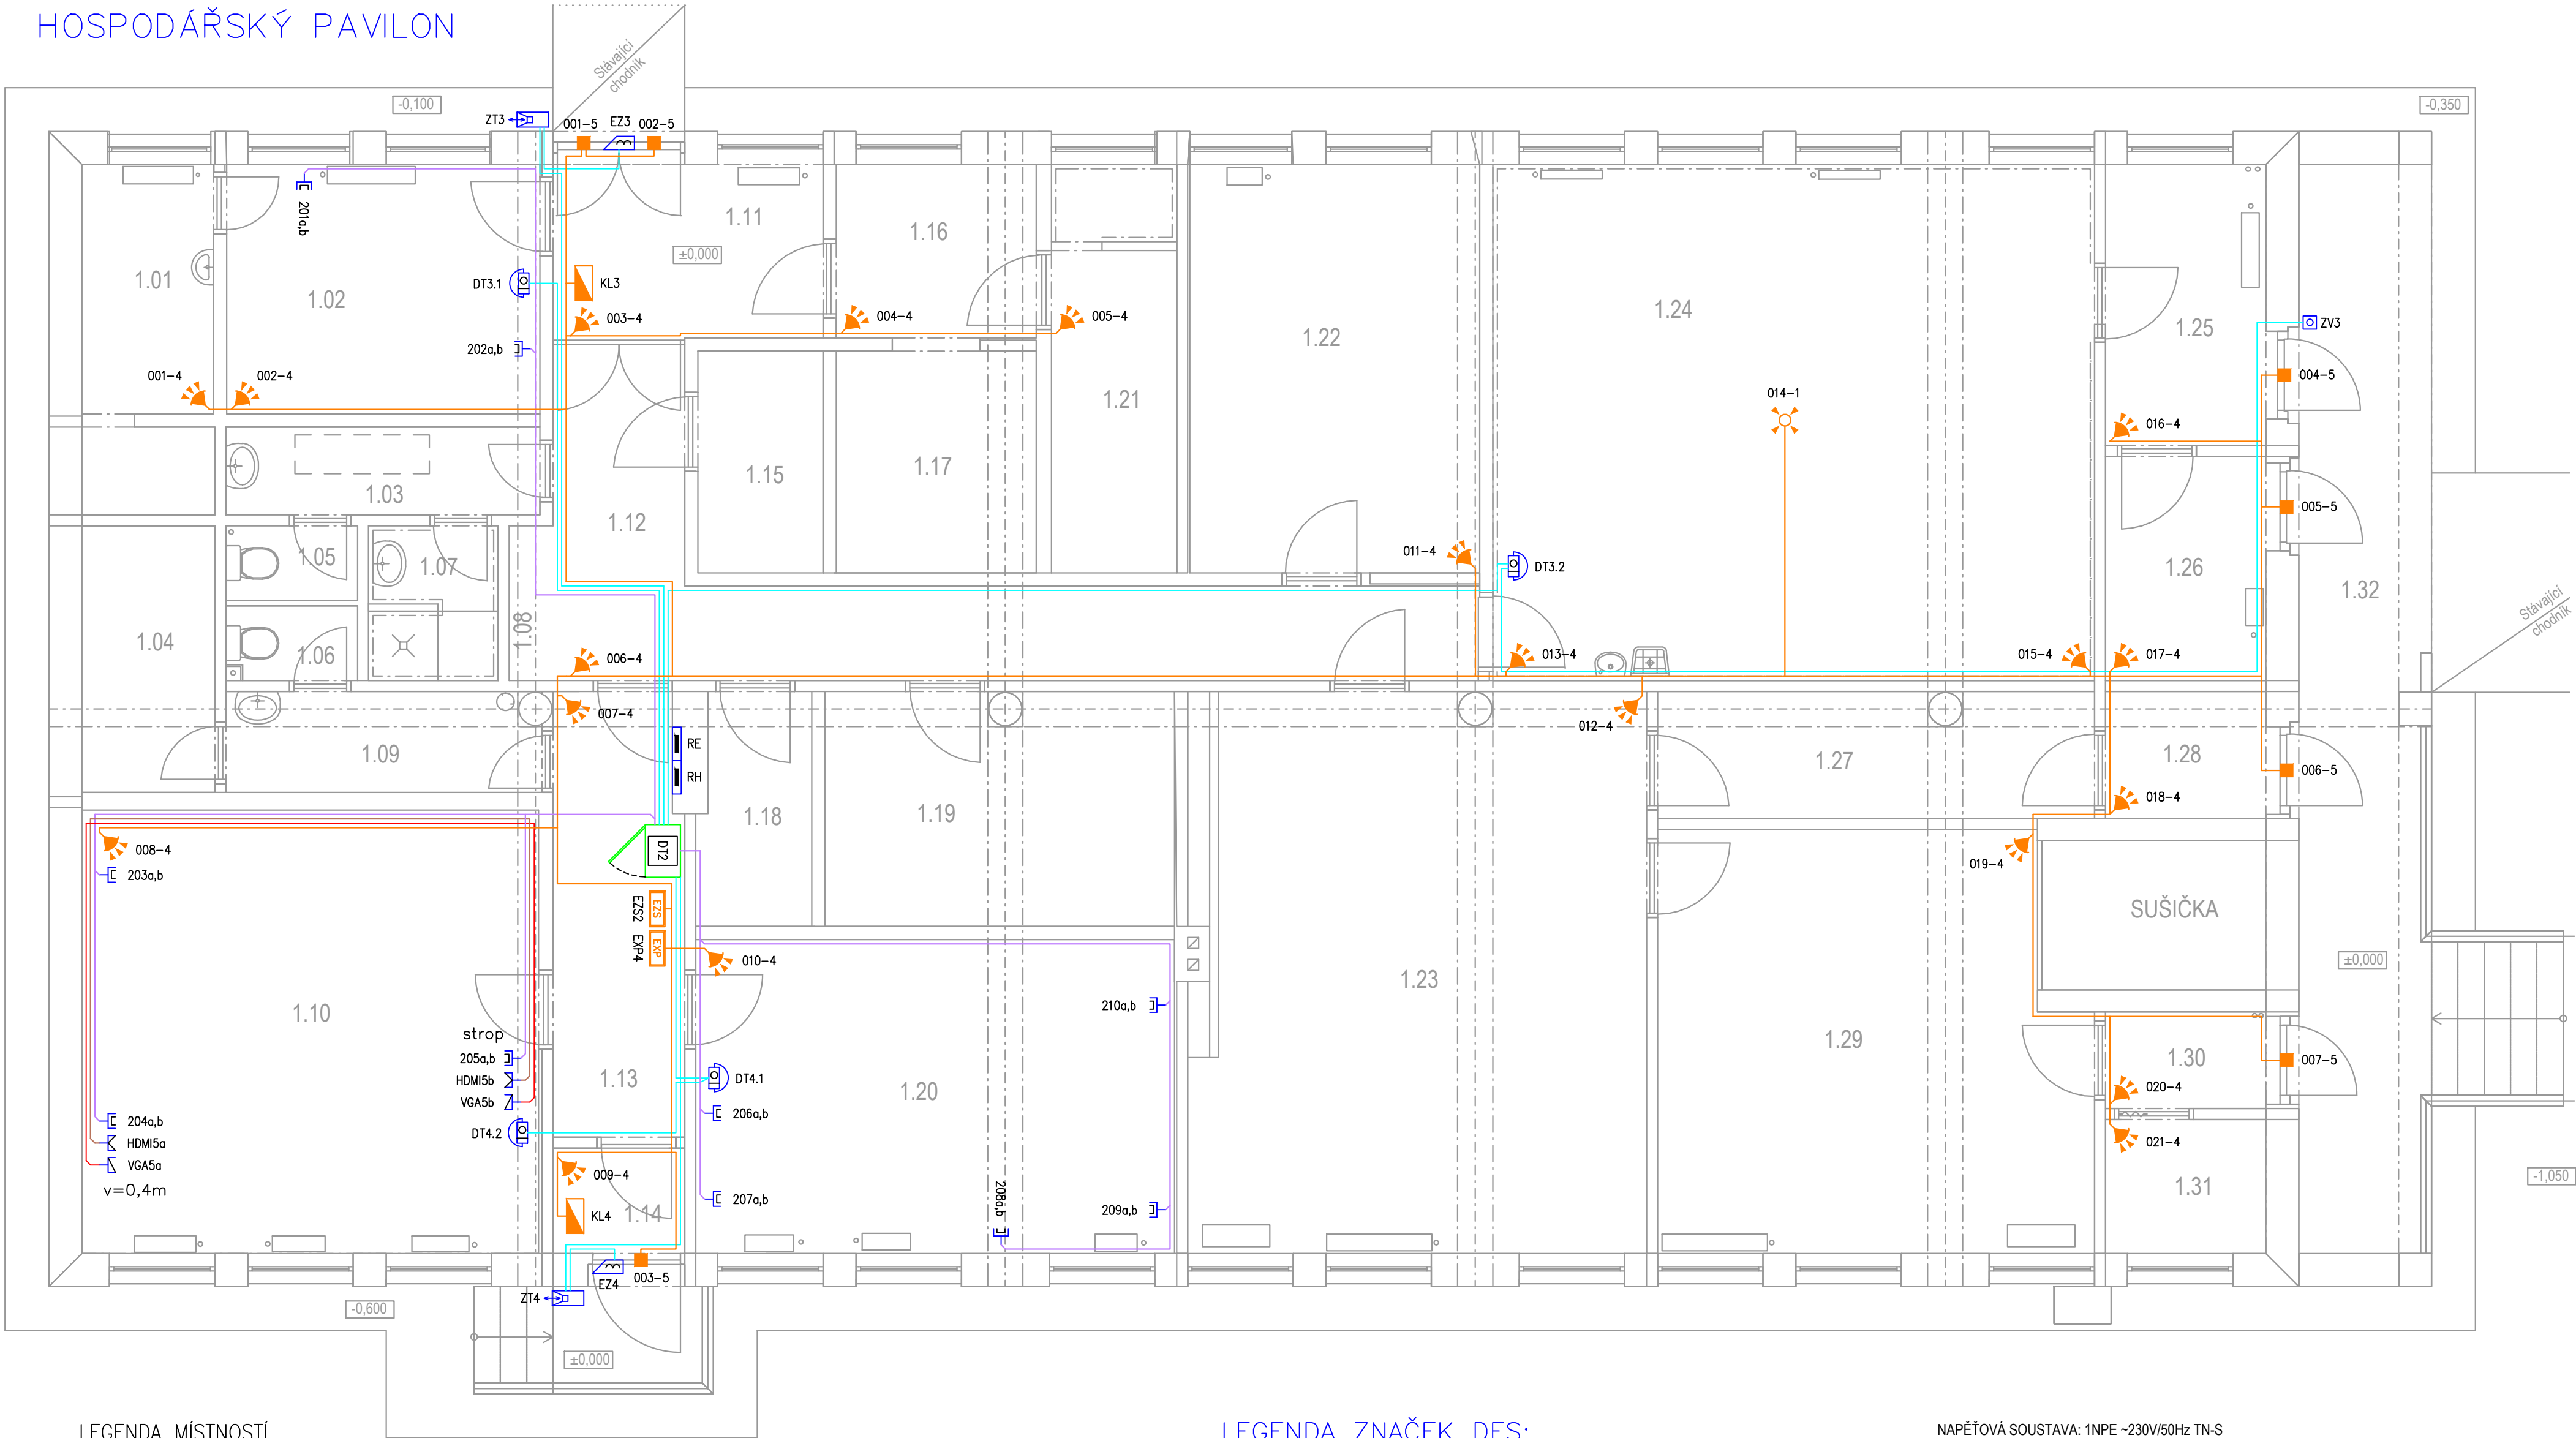 HOSPODÁŘSKÝ PAVILON
Stávající
chodník
-0,100
-0,350
ZT3
001-5
EZ3
002-5
201a,b
1.01
1.02
1.11
±0,000
1.16
DT3.1
KL3
003-4
004-4
005-4
1.22
1.24
1.25
ZV3
202a,b
001-4
002-4
1.21
014-1
004-5
016-4
1.03
1.15
1.17
1.12
005-5
1.05
1.07
011-4
DT3.2
1.26
1.32
Stávající
chodník
1.04
1.06
1.08
006-4
013-4
015-4
017-4
007-4
012-4
RE
RH
1.09
1.27
1.28
006-5
018-4
1.18
1.19
008-4
DT2
203a,b
019-4
EZS2
EZS
SUŠIČKA
EXP4
EXP
010-4
±0,000
1.10
210a,b
1.23
strop
205a,b
HDMI5b
VGA5b
1.13
1.29
1.30
007-5
DT4.1
1.20
020-4
204a,b
206a,b
HDMI5a
DT4.2
021-4
VGA5a
v=0,4m
009-4
207a,b
208a,b
209a,b
1.31
-1,050
KL4
1.14
EZ4
003-5
ZT4
-0,600
±0,000
LEGENDA MÍSTNOSTÍ
LEGENDA ZNAČEK DES:
NAPĚŤOVÁ SOUSTAVA: 1NPE ~230V/50Hz TN-S